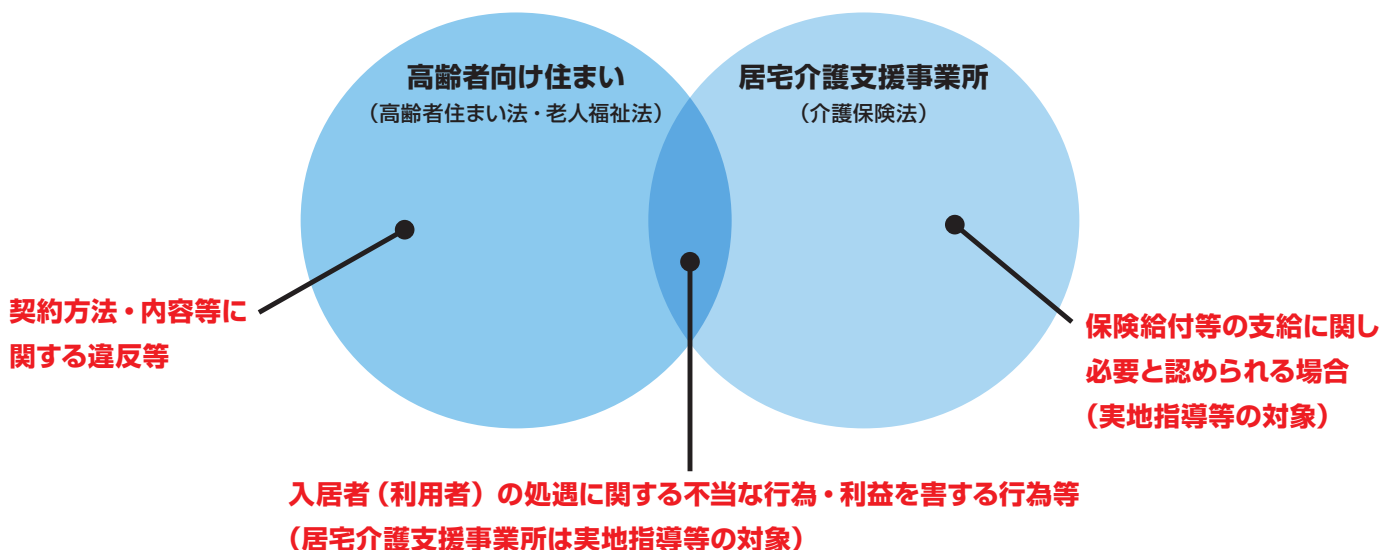 高齢者向け住まい
（高齢者住まい法・老人福祉法）
居宅介護支援事業所
（介護保険法）
契約方法・内容等に
関する違反等
保険給付等の支給に関し
必要と認められる場合
（実地指導等の対象）
入居者（利用者）の処遇に関する不当な行為・利益を害する行為等
（居宅介護支援事業所は実地指導等の対象）